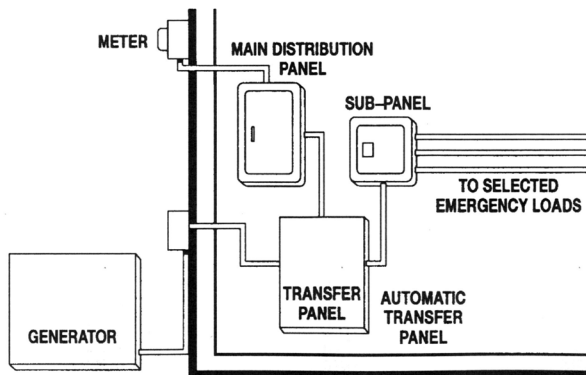 METER
MAIN DISTRIBUTION
PANEL
SUB–PANEL
TO SELECTED
EMERGENCY LOADS
TRANSFER
PANEL
AUTOMATIC
TRANSFER
PANEL
GENERATOR